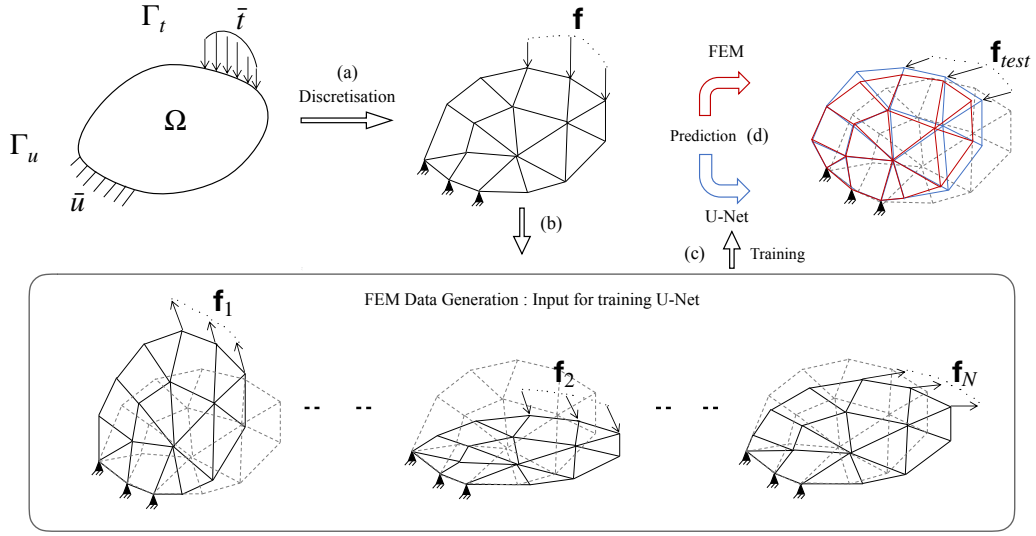 Γ_t
t̄
Ω
Γ_u
ū
(a)
Discretisation
f
FEM
Prediction (d)
U-Net
f_test
(b)
(c)
Training
FEM Data Generation : Input for training U-Net
f_1
f_2
f_N